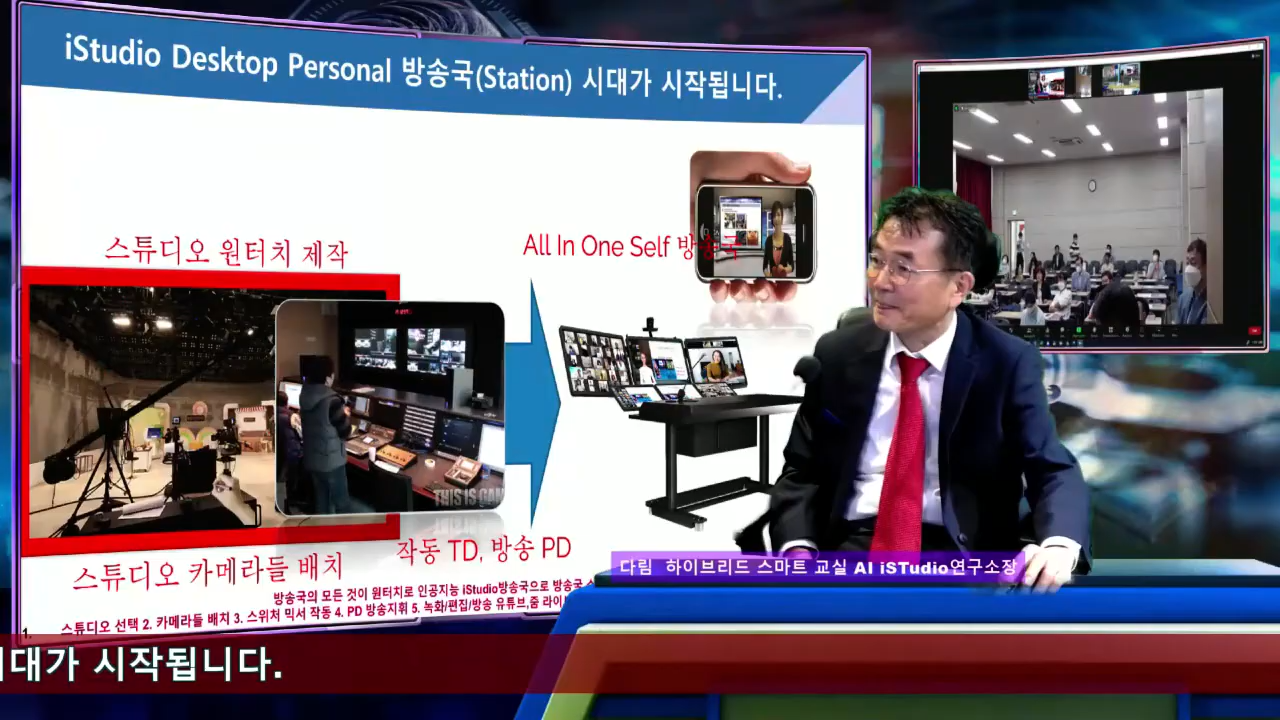 iStudio Desktop Personal 방송국(Station) 시대가 시작됩니다.
스튜디오 원터치 제작
All In One Self 방송국
THIS IS GAM
작동 TD, 방송 PD
스튜디오 카메라들 배치
방송국의 모든 것이 원터치로 인공지능 iStudio방송국으로 방송국
1. 스튜디오 선택 2. 카메라들 배치 3. 스위처 믹서 작동 4. PD 방송지휘 5. 녹화/편집/방송 유튜브,줌 라이
다림 하이브리드 스마트 교실 AI iSTudio연구소장
대가 시작됩니다.